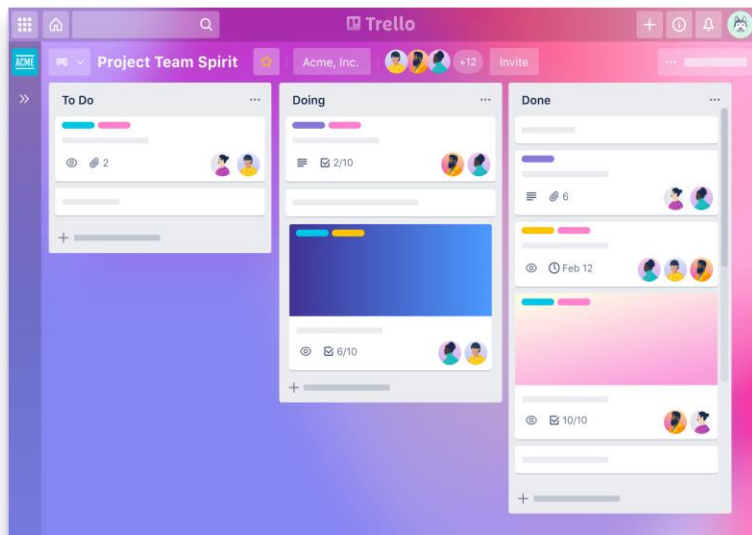 Trello
ACME
Project Team Spirit
Acme, Inc.
+12
Invite
To Do
2
Doing
2/10
6/10
Done
6
Feb 12
10/10